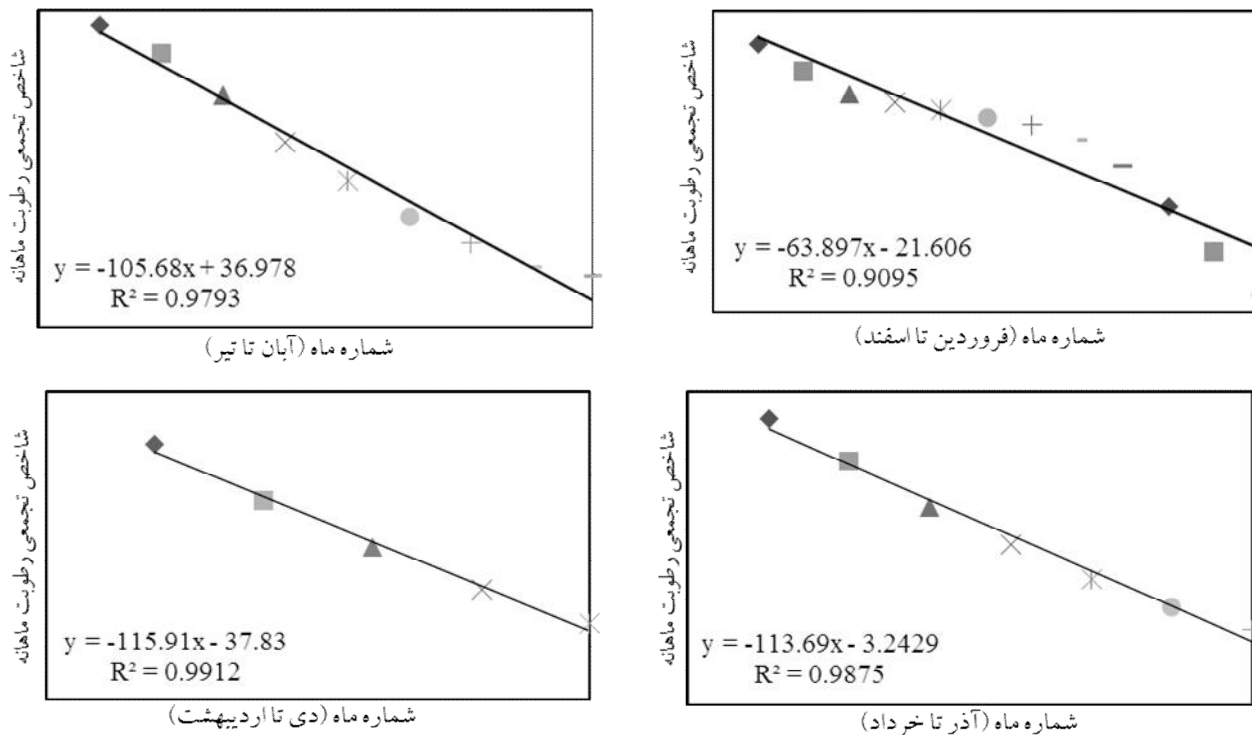 شاخص تجمعی رطوبت ماهانه
y = -63.897x - 21.606
R² = 0.9095
شماره ماه (فروردین تا اسفند)
شاخص تجمعی رطوبت ماهانه
y = -105.68x + 36.978
R² = 0.9793
شماره ماه (آبان تا تیر)
شاخص تجمعی رطوبت ماهانه
y = -113.69x - 3.2429
R² = 0.9875
شماره ماه (آذر تا خرداد)
شاخص تجمعی رطوبت ماهانه
y = -115.91x - 37.83
R² = 0.9912
شماره ماه (دی تا اردیبهشت)